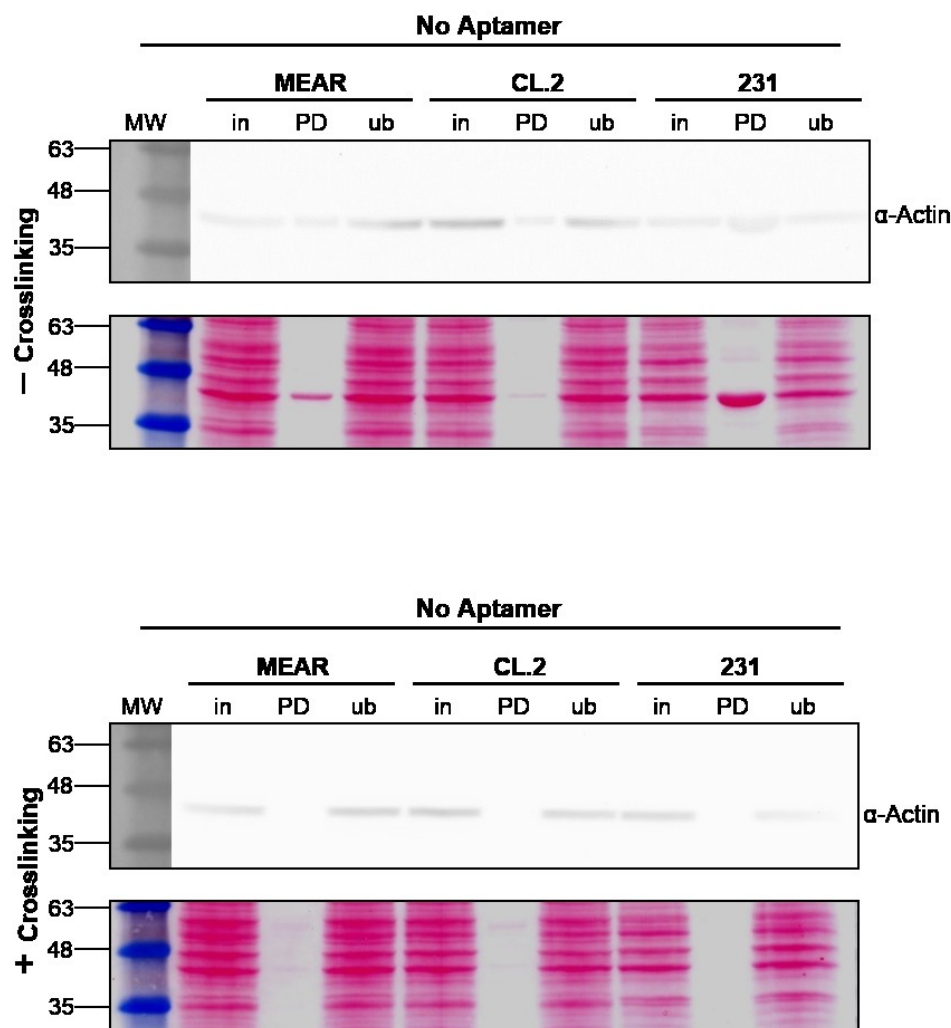 No Aptamer
MEAR CL.2 231
MW in PD ub in PD ub in PD ub
63
48
35
α-Actin
– Crosslinking
63
48
35
No Aptamer
MEAR CL.2 231
MW in PD ub in PD ub in PD ub
63
48
35
α-Actin
+ Crosslinking
63
48
35